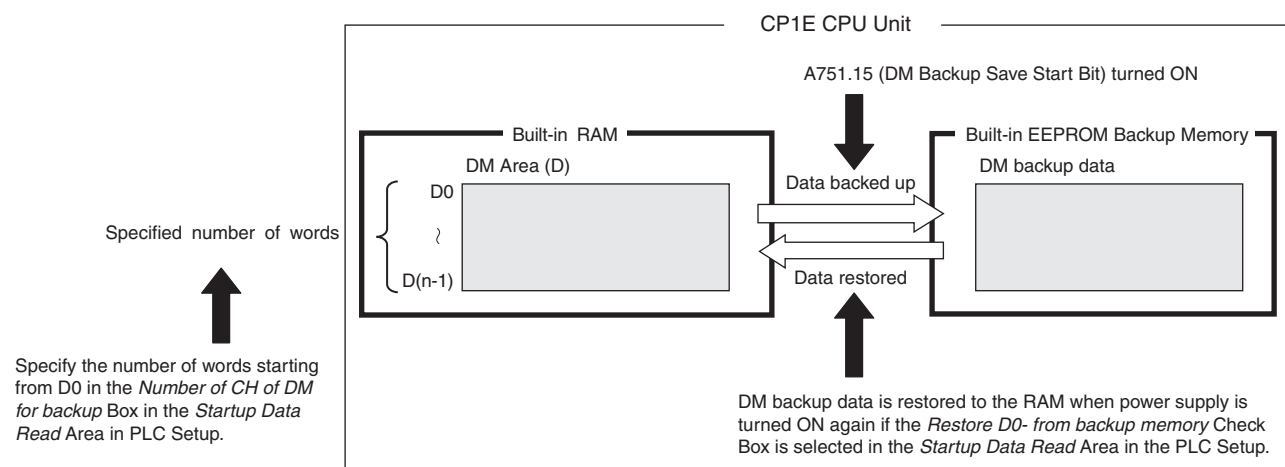 CP1E CPU Unit
A751.15 (DM Backup Save Start Bit) turned ON
Built-in RAM
Built-in EEPROM Backup Memory
DM Area (D)
DM backup data
D0
~
D(n-1)
Specified number of words
Data backed up
Data restored
Specify the number of words starting
from D0 in the Number of CH of DM
for backup Box in the Startup Data
Read Area in PLC Setup.
DM backup data is restored to the RAM when power supply is
turned ON again if the Restore D0- from backup memory Check
Box is selected in the Startup Data Read Area in the PLC Setup.